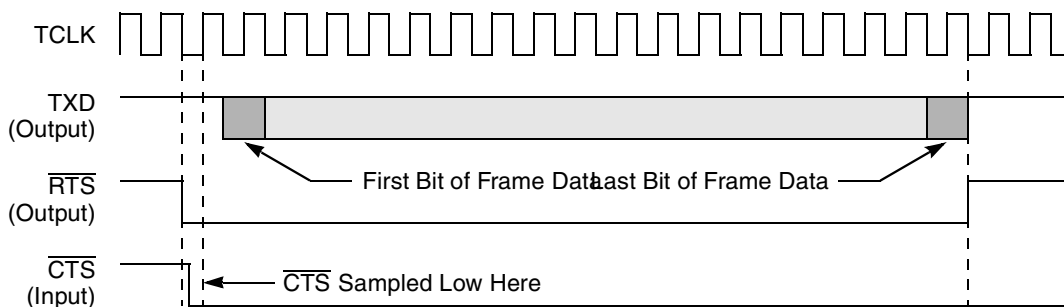 TCLK
TXD
(Output)
First Bit of Frame Data
Last Bit of Frame Data
RTS
(Output)
CTS
(Input)
CTS Sampled Low Here